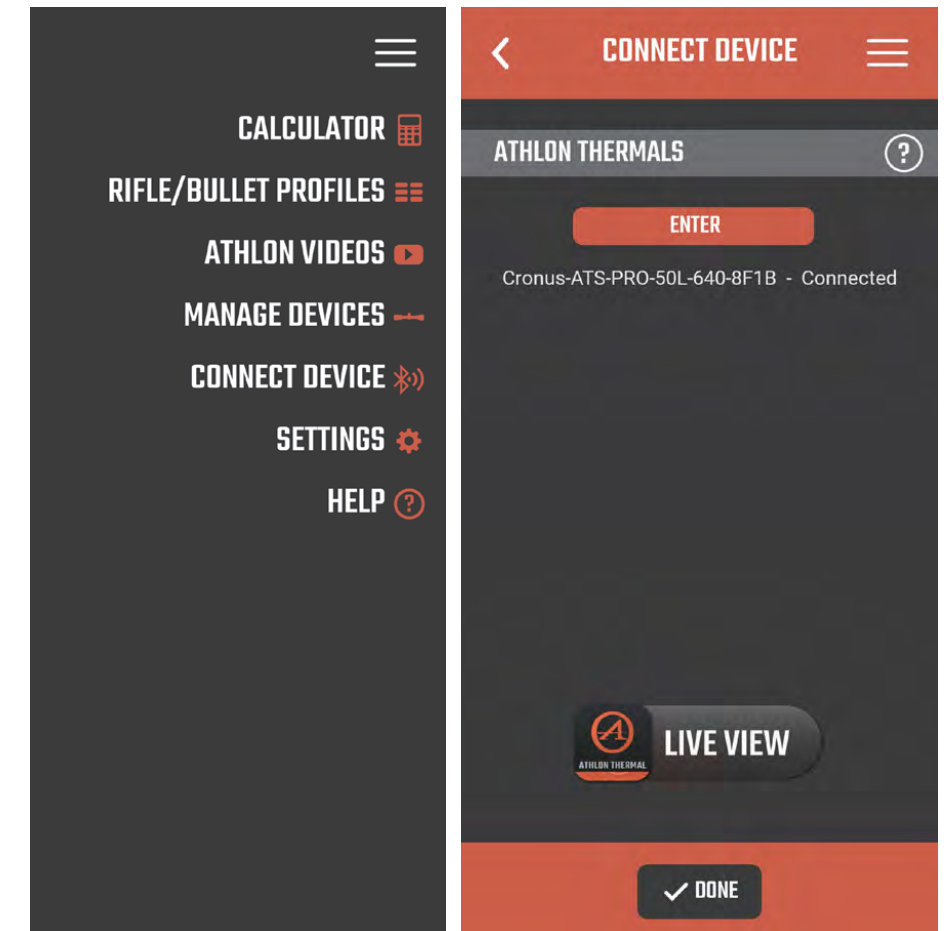 CALCULATOR
RIFLE/BULLET PROFILES
ATHLON VIDEOS
MANAGE DEVICES
CONNECT DEVICE
SETTINGS
HELP
CONNECT DEVICE
ATHLON THERMALS
ENTER
Cronus-ATS-PRO-50L-640-8F1B - Connected
ATHLON THERMAL
LIVE VIEW
DONE